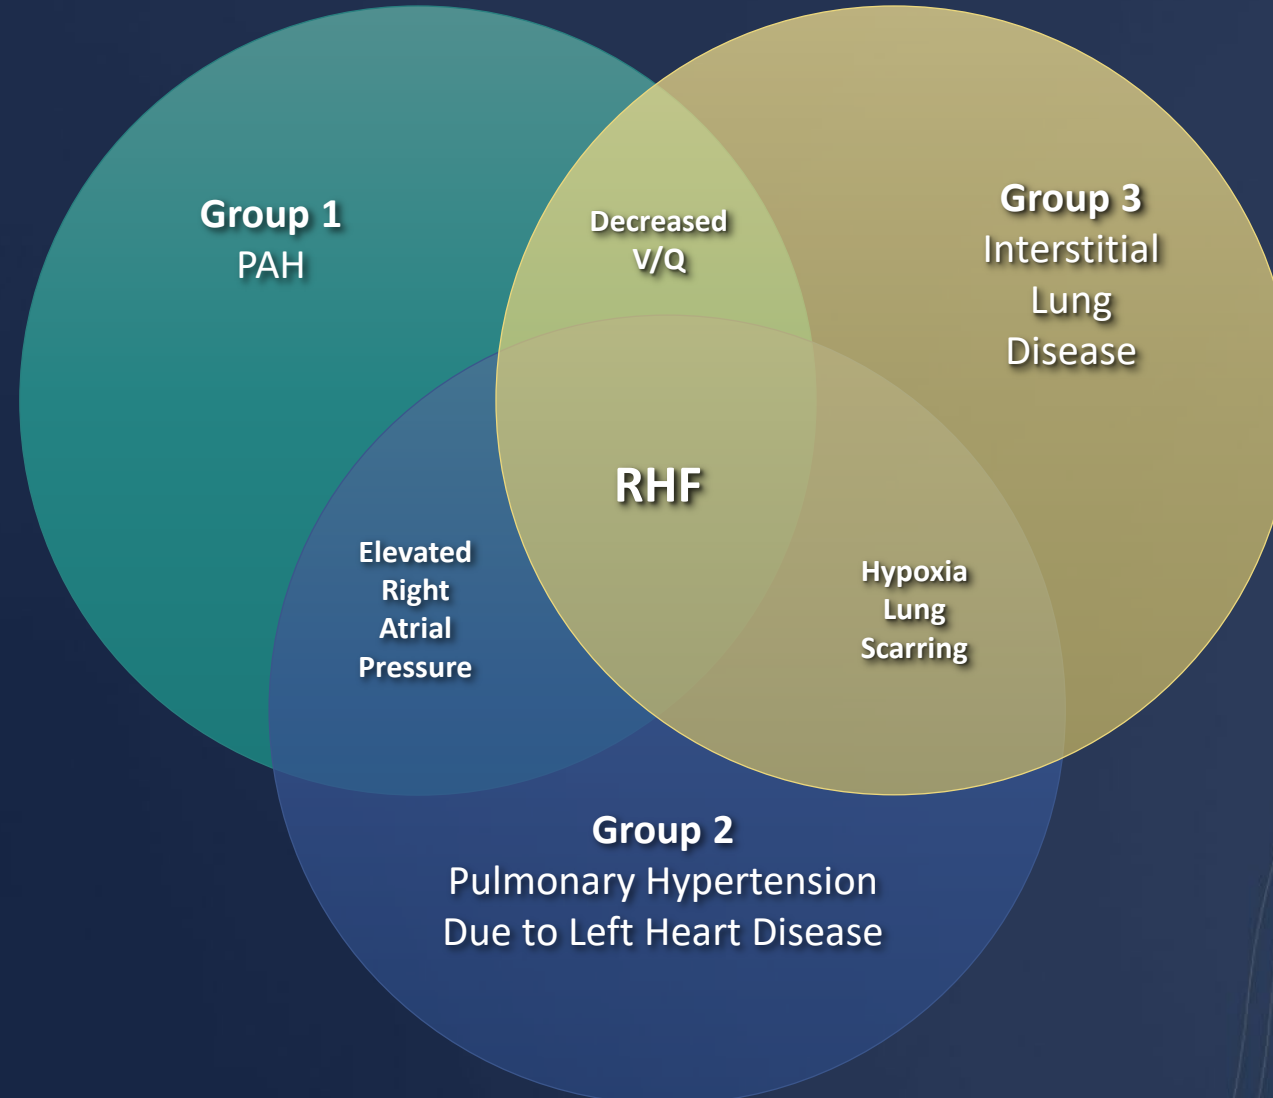 Group 1
PAH
Decreased
V/Q
Group 3
Interstitial
Lung
Disease
RHF
Elevated
Right
Atrial
Pressure
Hypoxia
Lung
Scarring
Group 2
Pulmonary Hypertension
Due to Left Heart Disease